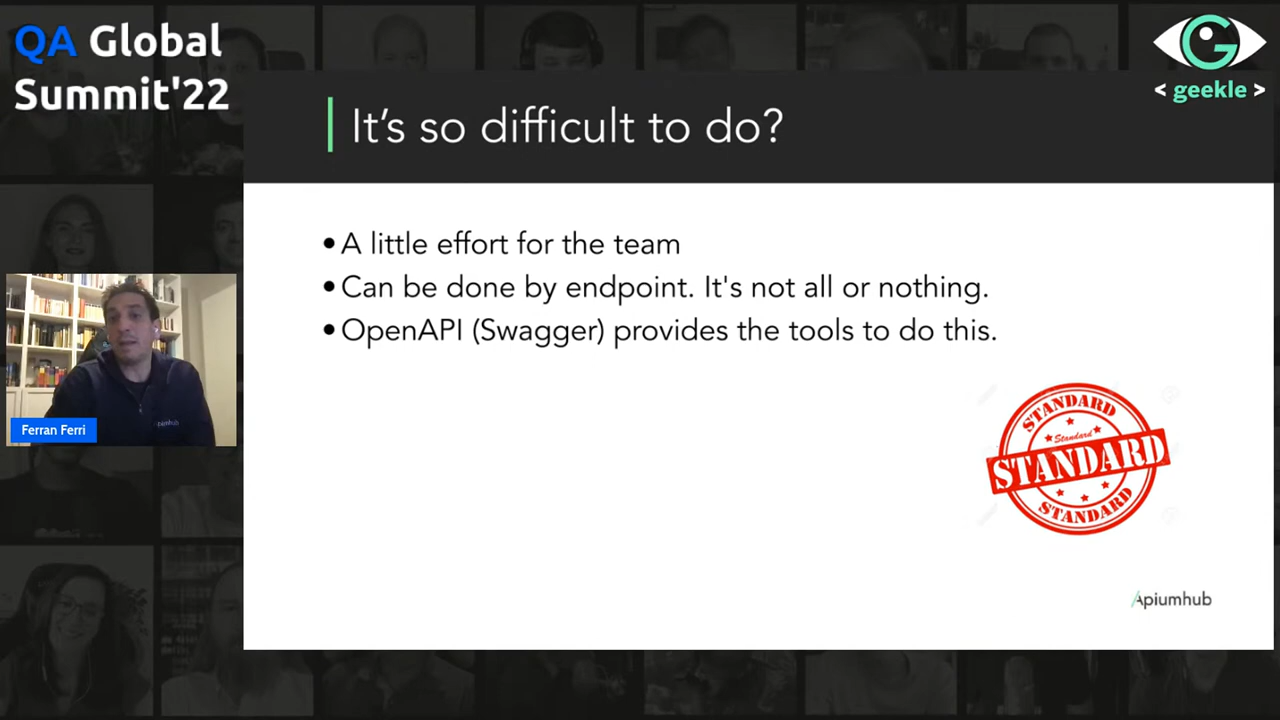 QA Global
Summit'22
G
< geekle >
It's so difficult to do?
•A little effort for the team
•Can be done by endpoint. It's not all or nothing.
•OpenAPI (Swagger) provides the tools to do this.
Ferran Ferri
STANDARD
Standard
STANDARD
STANDARD
Apiumhub